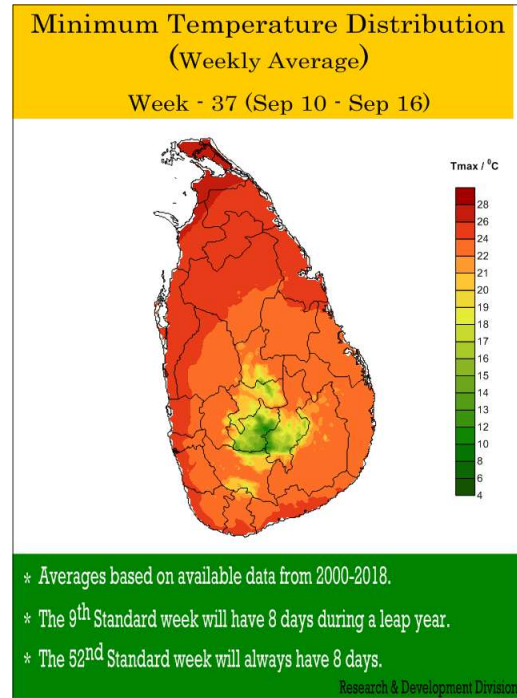 Minimum Temperature Distribution
(Weekly Average)
Week - 37 (Sep 10 - Sep 16)
Tmax / ⁰C
28
26
24
22
21
20
19
18
17
16
15
14
13
12
10
8
6
4
* Averages based on available data from 2000-2018.
* The 9th Standard week will have 8 days during a leap year.
* The 52nd Standard week will always have 8 days.
Research & Development Division